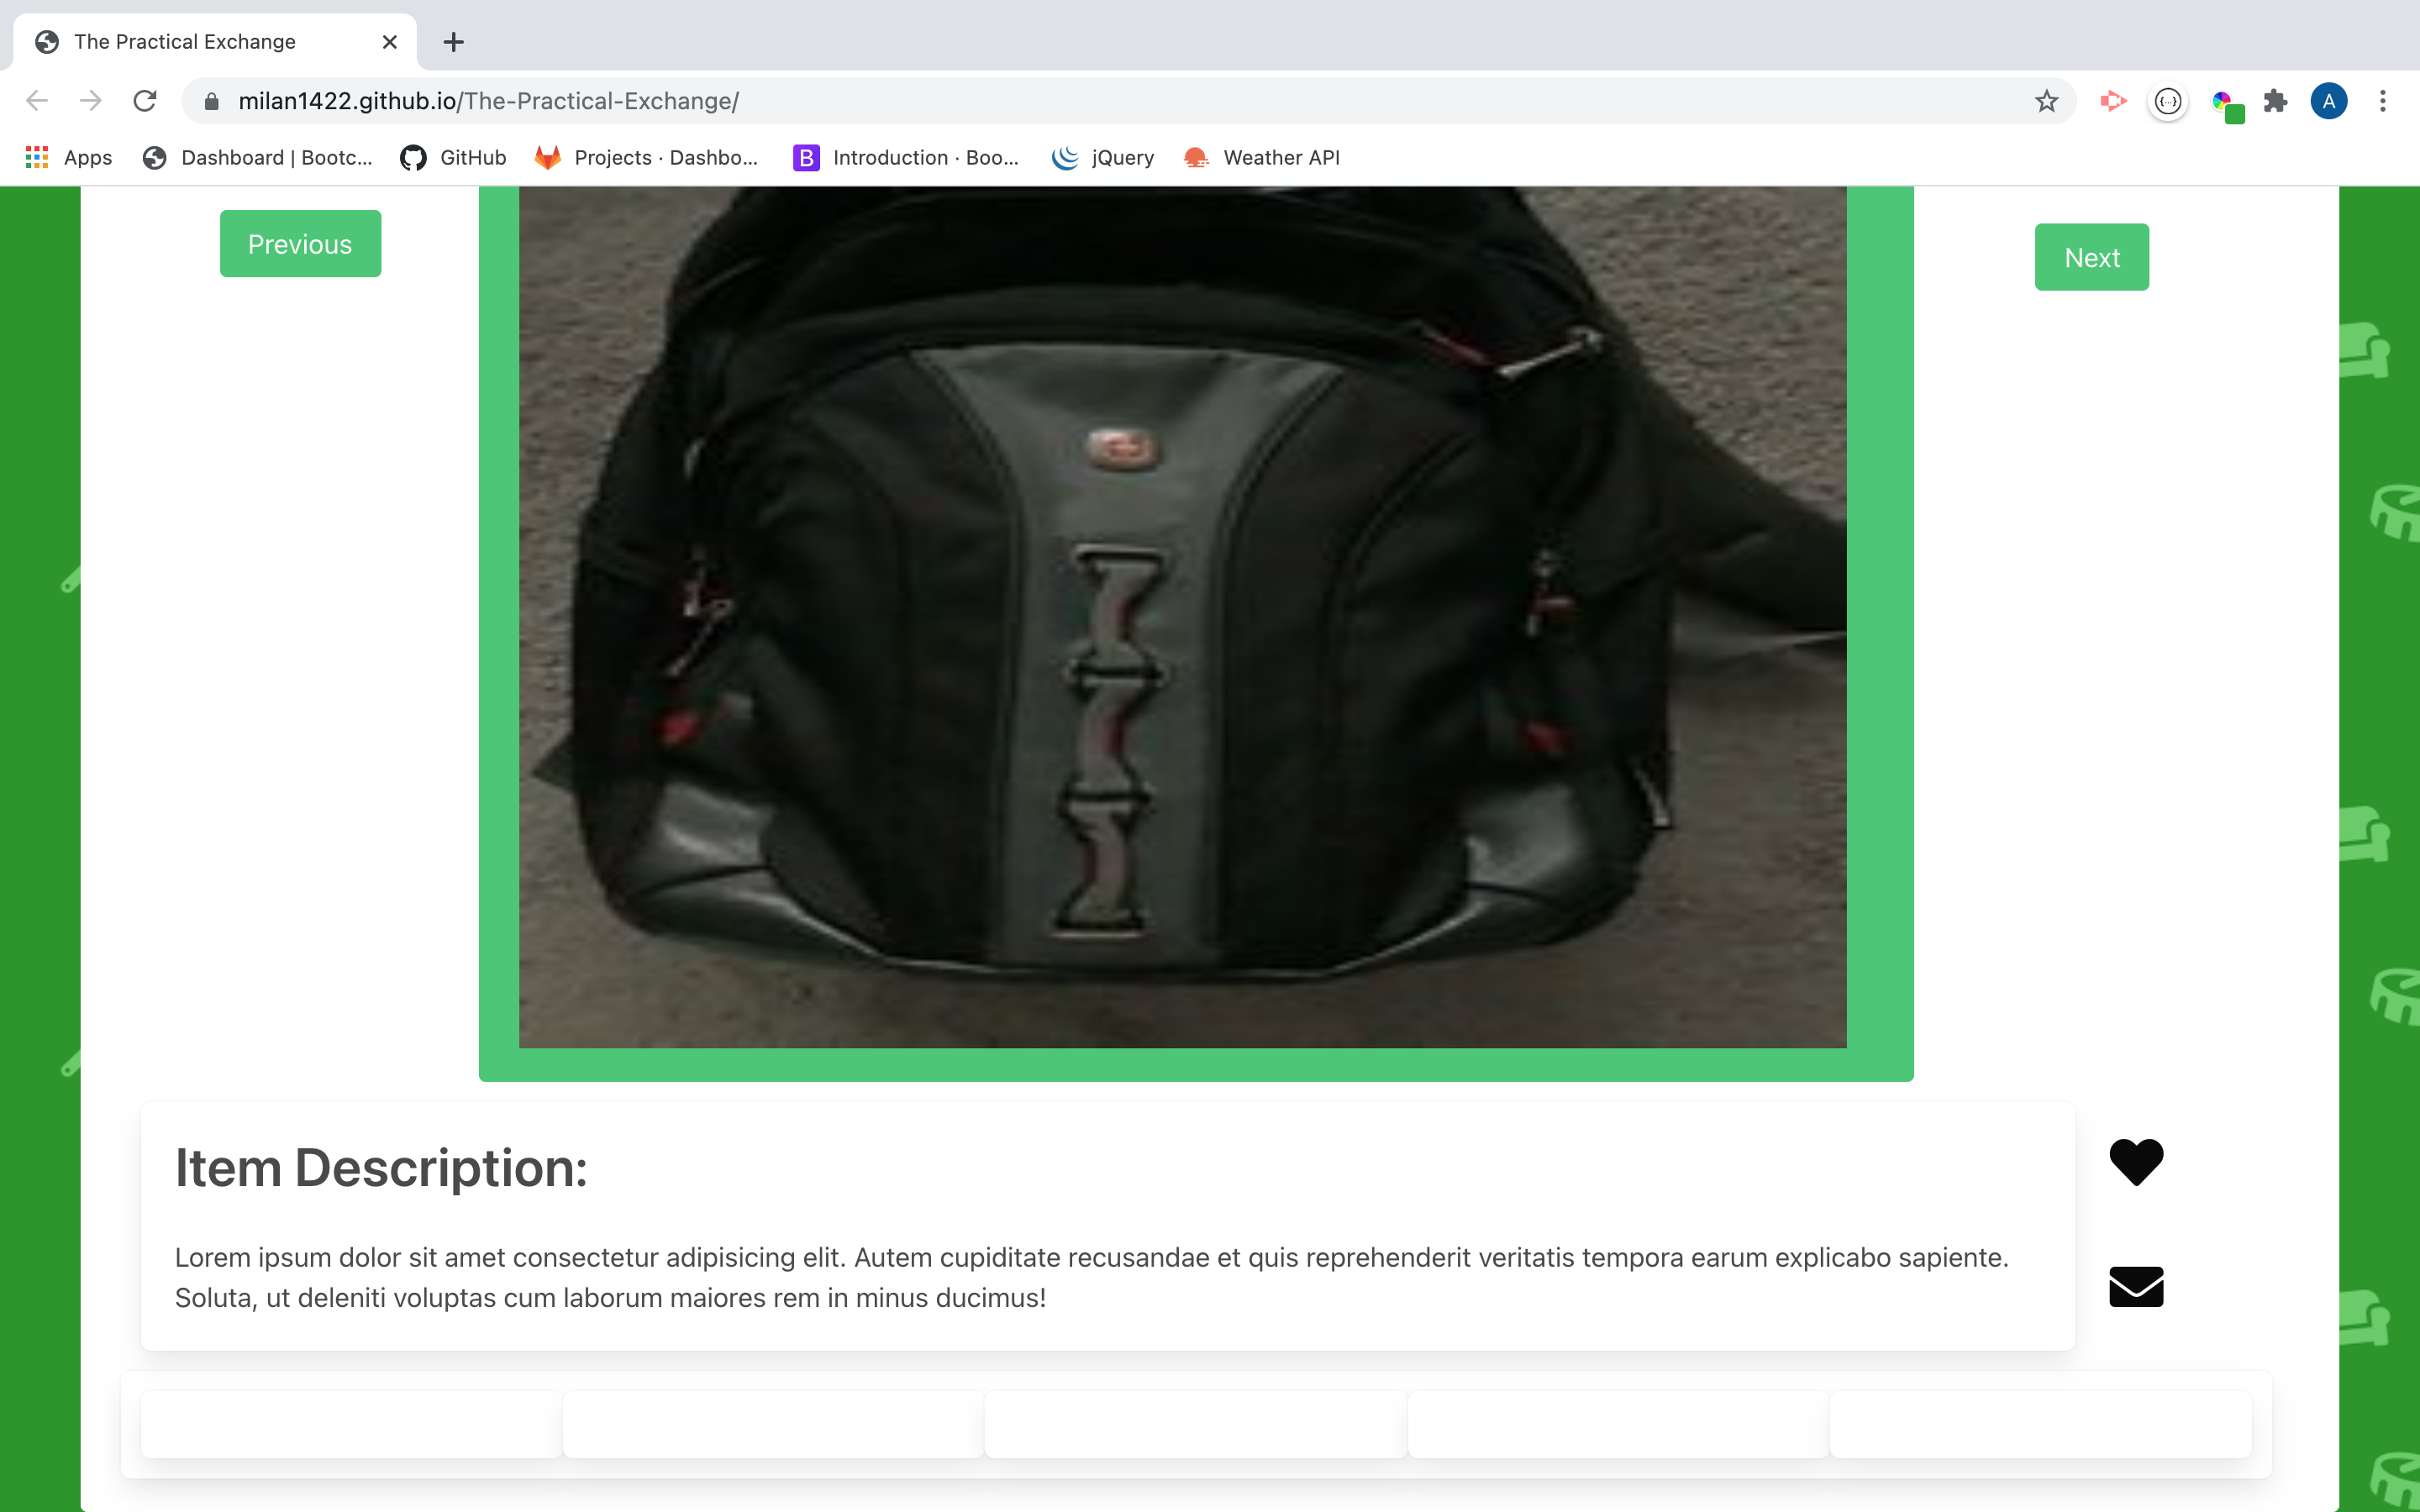 The Practical Exchange
milan1422.github.io/The-Practical-Exchange/
A
Apps
Dashboard | Bootc...
GitHub
Projects · Dashbo...
B
Introduction · Boo...
jQuery
Weather API
Previous
Next
Item Description:
Lorem ipsum dolor sit amet consectetur adipisicing elit. Autem cupiditate recusandae et quis reprehenderit veritatis tempora earum explicabo sapiente.
Soluta, ut deleniti voluptas cum laborum maiores rem in minus ducimus!